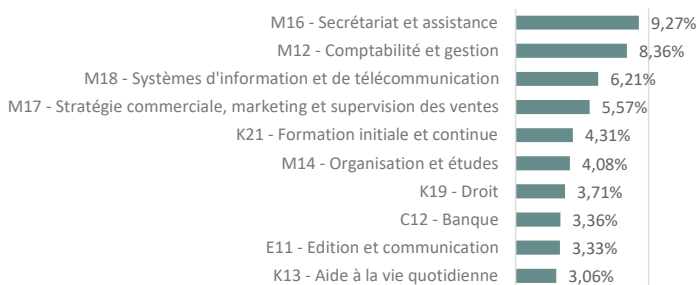 M16 - Secrétariat et assistance 9,27%
M12 - Comptabilité et gestion 8,36%
M18 - Systèmes d'information et de télécommunication 6,21%
M17 - Stratégie commerciale, marketing et supervision des ventes 5,57%
K21 - Formation initiale et continue 4,31%
M14 - Organisation et études 4,08%
K19 - Droit 3,71%
C12 - Banque 3,36%
E11 - Edition et communication 3,33%
K13 - Aide à la vie quotidienne 3,06%